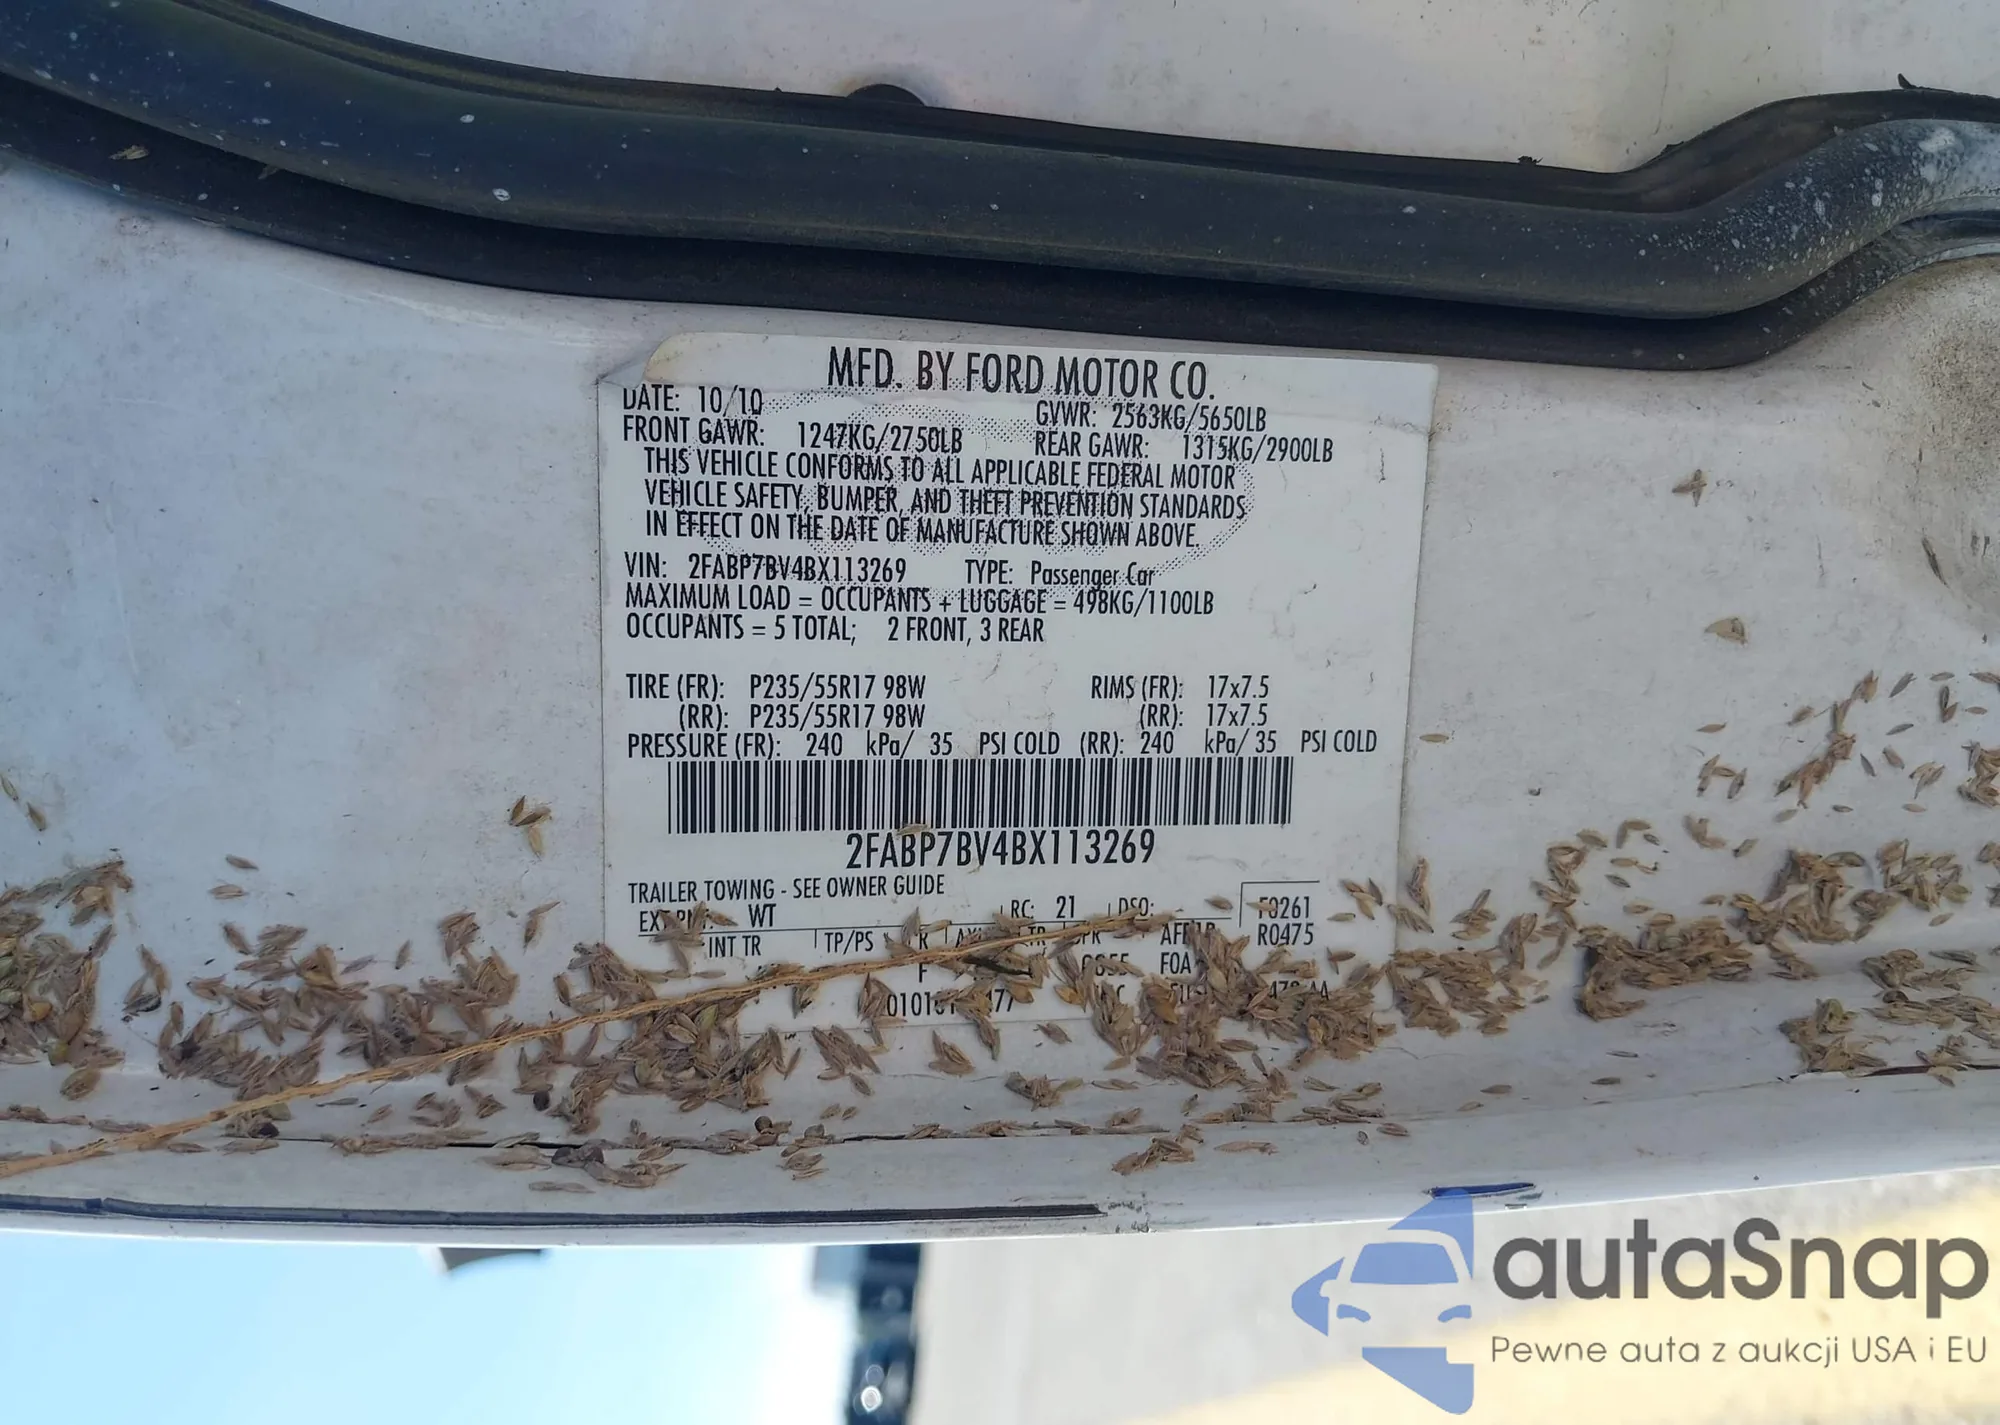 MFD. BY FORD MOTOR CO.
DATE: 10/10 GVWR: 2563KG/5650LB
FRONT GAWR: 1247KG/2750LB REAR GAWR: 1315KG/2900LB
THIS VEHICLE CONFORMS TO ALL APPLICABLE FEDERAL MOTOR
VEHICLE SAFETY, BUMPER, AND THEFT PREVENTION STANDARDS
IN EFFECT ON THE DATE OF MANUFACTURE SHOWN ABOVE.
VIN: 2FABP7BV4BX113269 TYPE: Passenger Car
MAXIMUM LOAD = OCCUPANTS + LUGGAGE = 498KG/1100LB
OCCUPANTS = 5 TOTAL; 2 FRONT, 3 REAR
TIRE (FR): P235/55R17 98W RIMS (FR): 17x7.5
(RR): P235/55R17 98W (RR): 17x7.5
PRESSURE (FR): 240 kPa/ 35 PSI COLD (RR): 240 kPa/ 35 PSI COLD
2FABP7BV4BX113269
TRAILER TOWING - SEE OWNER GUIDE
WT RC: 21 DSO: F0261
INT TR TP/PS R R0475
F F0A
autaSnap
Pewne auta z aukcji USA i EU